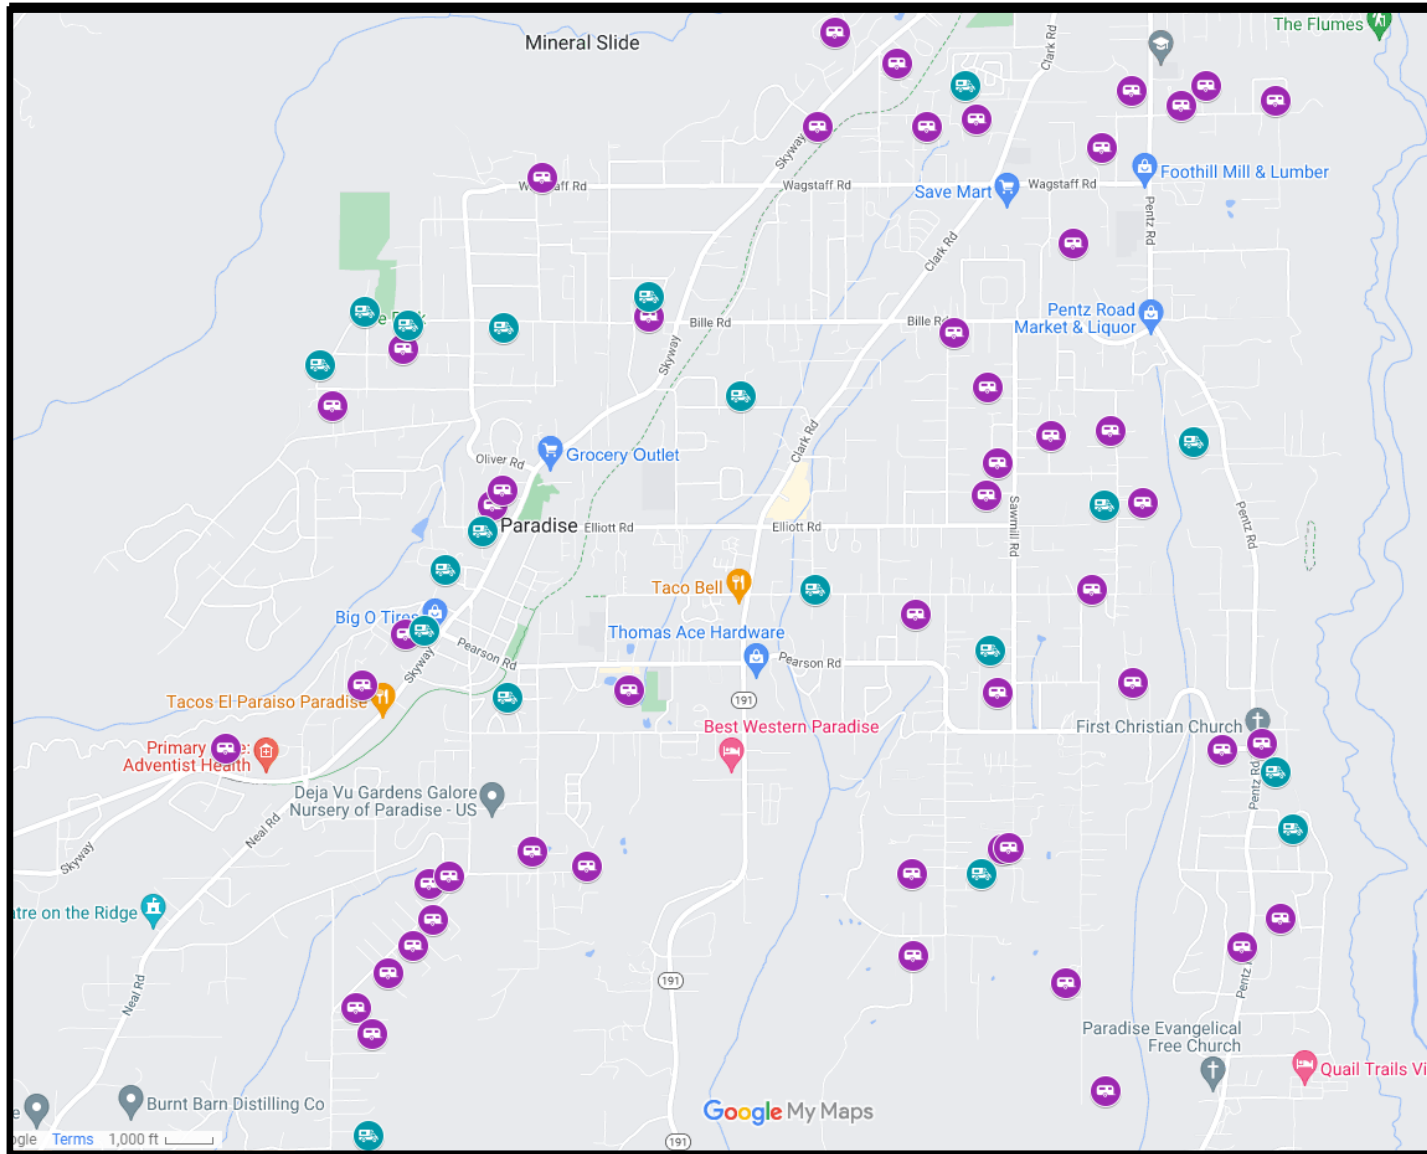 The Flumes
Mineral Slide
Clark Rd
Skyway
Wagstaff Rd
Save Mart
Wagstaff Rd
Foothill Mill & Lumber
Pentz Rd
Clark Rd
Pentz Road
Market & Liquor
Bille Rd
Bille Rd
Skyway
Clark Rd
Oliver Rd
Grocery Outlet
Sawmill Rd
Pentz Rd
Paradise
Elliott Rd
Elliott Rd
Taco Bell
Big O Tires
Thomas Ace Hardware
Pearson Rd
Pearson Rd
Skyway
Tacos El Paraiso Paradise
191
Best Western Paradise
First Christian Church
Primary
Adventist Health
Pentz Rd
Deja Vu Gardens Galore
Nursery of Paradise - US
Neal Rd
Skyway
on the Ridge
191
Neal Rd
Pentz
Paradise Evangelical
Free Church
Quail Trails Vi
Burnt Barn Distilling Co
Google My Maps
Terms 1,000 ft
191